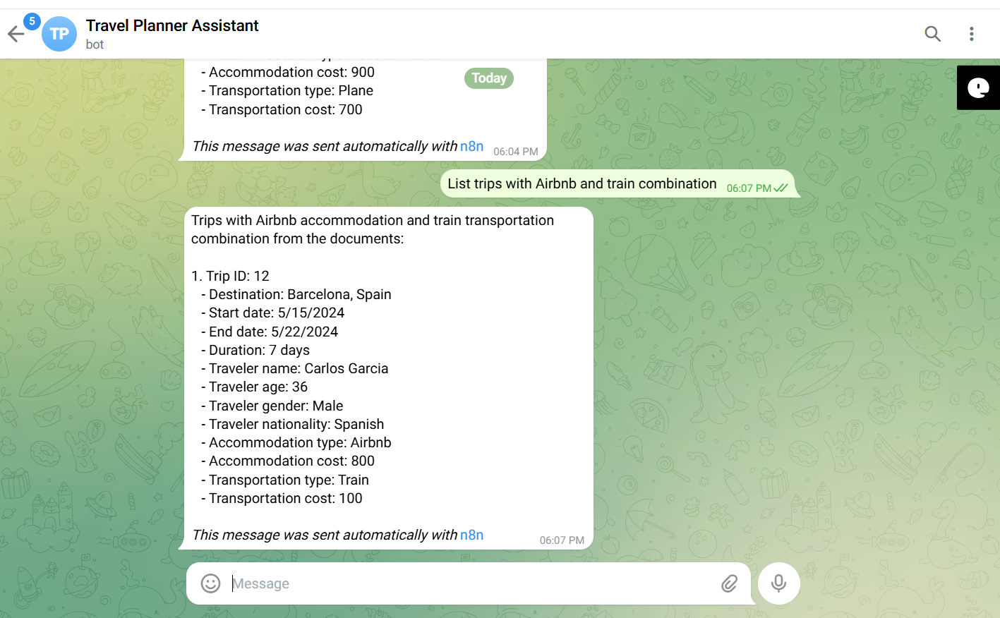 5
TP
Travel Planner Assistant
bot
- Accommodation cost: 900
Today
- Transportation type: Plane
- Transportation cost: 700
This message was sent automatically with n8n
06:04 PM
List trips with Airbnb and train combination
06:07 PM
Trips with Airbnb accommodation and train transportation
combination from the documents:
1. Trip ID: 12
- Destination: Barcelona, Spain
- Start date: 5/15/2024
- End date: 5/22/2024
- Duration: 7 days
- Traveler name: Carlos Garcia
- Traveler age: 36
- Traveler gender: Male
- Traveler nationality: Spanish
- Accommodation type: Airbnb
- Accommodation cost: 800
- Transportation type: Train
- Transportation cost: 100
This message was sent automatically with n8n
06:07 PM
Message